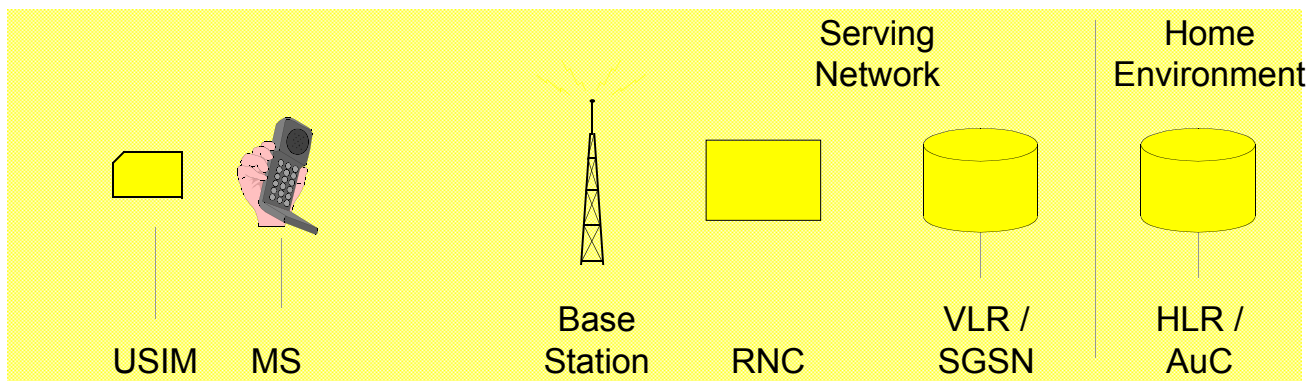 Serving
Network
Home
Environment
USIM
MS
Base
Station
RNC
VLR /
SGSN
HLR /
AuC